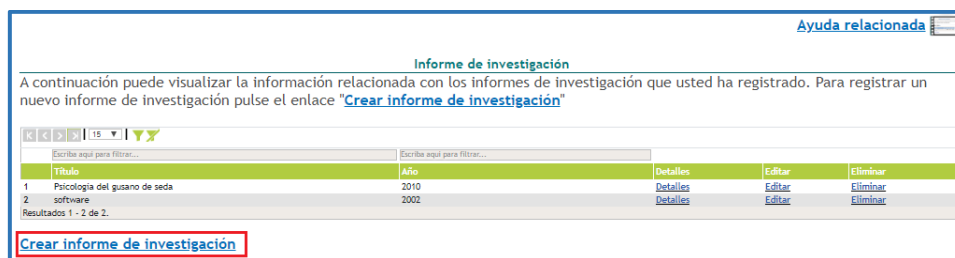 Ayuda relacionada
Informe de investigación
A continuación puede visualizar la información relacionada con los informes de investigación que usted ha registrado. Para registrar un
nuevo informe de investigación pulse el enlace "Crear informe de investigación"
15
Escriba aqui para filtrar... Escriba aqui para filtrar...
Título Año Detalles Editar Eliminar
1 Psicologia del gusano de seda 2010 Detalles Editar Eliminar
2 software 2002 Detalles Editar Eliminar
Resultados 1 - 2 de 2.
Crear informe de investigación